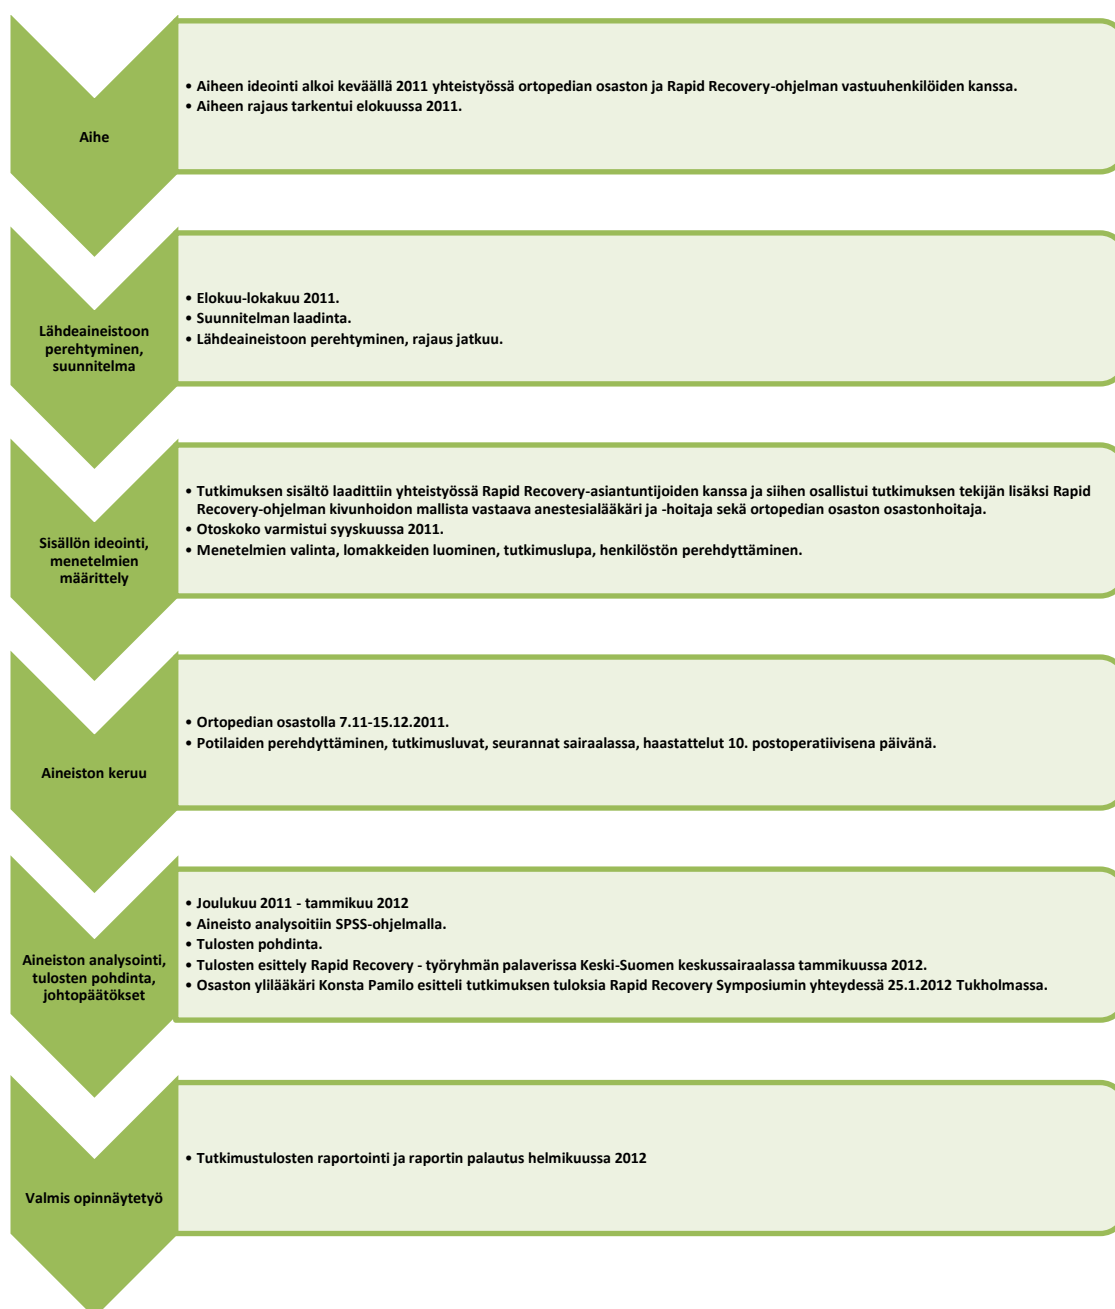 Aihe
• Aiheen ideointi alkoi keväällä 2011 yhteistyössä ortopedian osaston ja Rapid Recovery-ohjelman vastuuhenkilöiden kanssa.
• Aiheen rajaus tarkentui elokuussa 2011.
Lähdeaineistoon
perehtyminen,
suunnitelma
• Elokuu-lokakuu 2011.
• Suunnitelman laadinta.
• Lähdeaineistoon perehtyminen, rajaus jatkuu.
Sisällön ideointi,
menetelmien
määrittely
• Tutkimuksen sisältö laadittiin yhteistyössä Rapid Recovery-asiantuntijoiden kanssa ja siihen osallistui tutkimuksen tekijän lisäksi Rapid
Recovery-ohjelman kivunhoidon mallista vastaava anestesialääkäri ja -hoitaja sekä ortopedian osaston osastonhoitaja.
• Otoskoko varmistui syyskuussa 2011.
• Menetelmien valinta, lomakkeiden luominen, tutkimuslupa, henkilöstön perehdyttäminen.
Aineiston keruu
• Ortopedian osastolla 7.11-15.12.2011.
• Potilaiden perehdyttäminen, tutkimusluvat, seurannat sairaalassa, haastattelut 10. postoperatiivisena päivänä.
Aineiston analysointi,
tulosten pohdinta,
johtopäätökset
• Joulukuu 2011 - tammikuu 2012
• Aineisto analysoitiin SPSS-ohjelmalla.
• Tulosten pohdinta.
• Tulosten esittely Rapid Recovery - työryhmän palaverissa Keski-Suomen keskussairaalassa tammikuussa 2012.
• Osaston ylilääkäri Konsta Pamilo esitteli tutkimuksen tuloksia Rapid Recovery Symposiumin yhteydessä 25.1.2012 Tukholmassa.
Valmis opinnäytetyö
• Tutkimustulosten raportointi ja raportin palautus helmikuussa 2012